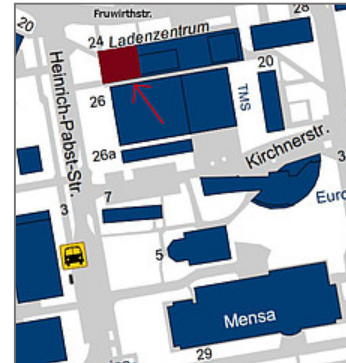 Fruwirthstr.
20
28
24
Ladenzentrum
Heinrich-Pabst-Str.
26
20
TMS
26a
Kirchnerstr.
3
7
3
Euro
5
Mensa
29